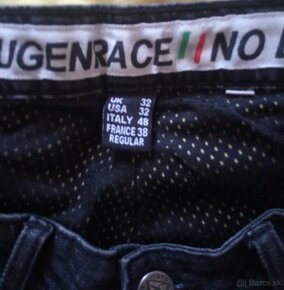 UGENRACE//NO
UK 32
USA 32
ITALY 48
FRANCE 38
REGULAR
Bazos.sk